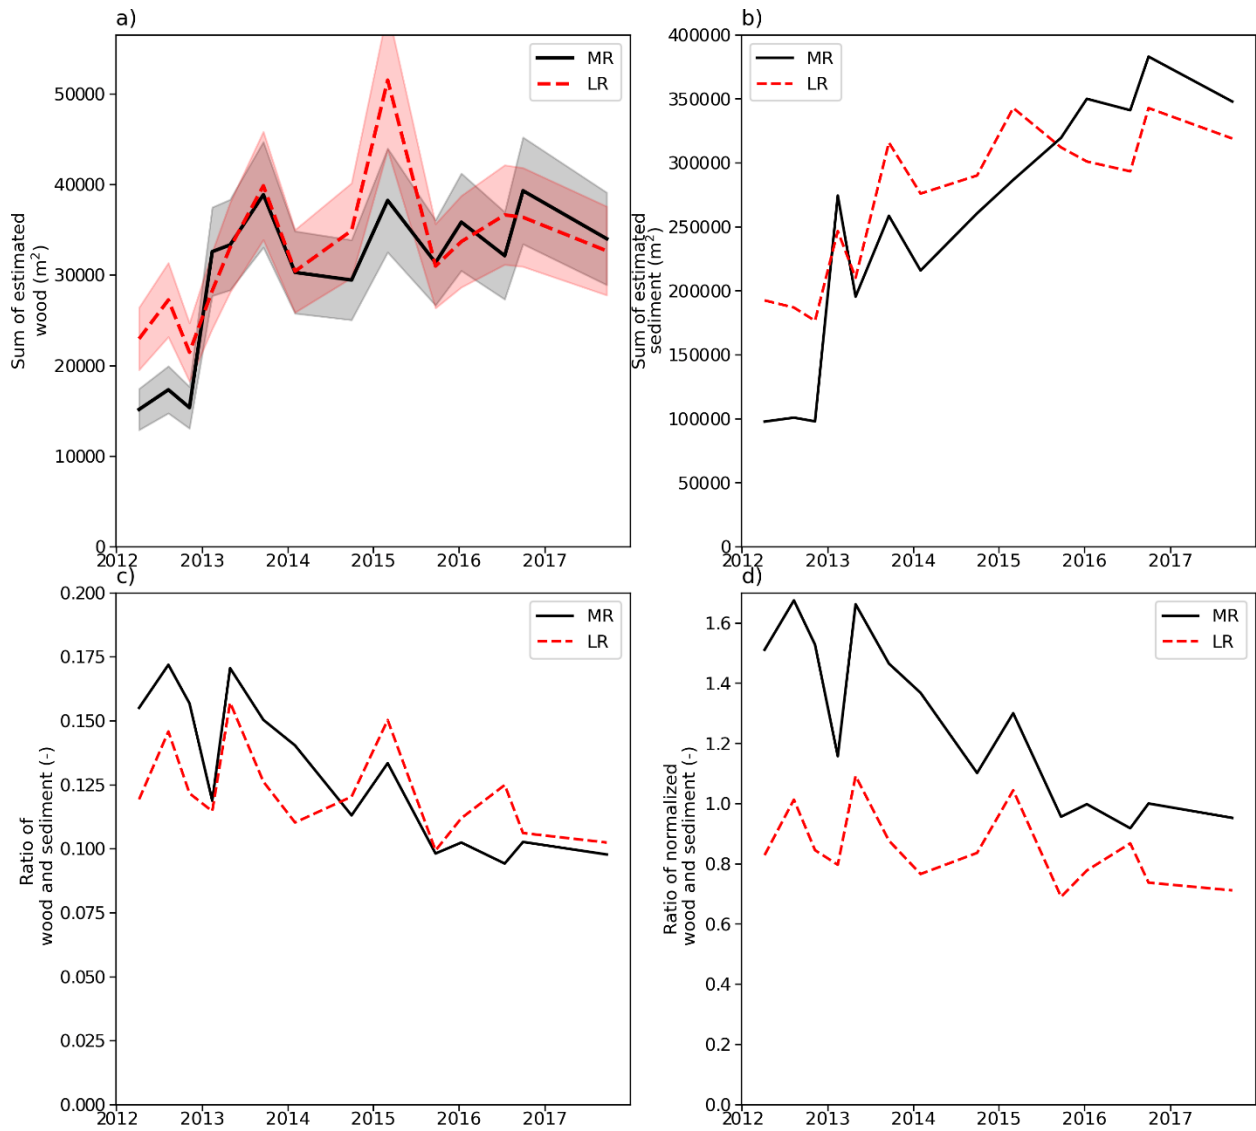 a)
Sum of estimated
wood (m²)
50000
40000
30000
20000
10000
0
MR
LR
2012 2013 2014 2015 2016 2017
b)
Sum of estimated
sediment (m²)
400000
350000
300000
250000
200000
150000
100000
50000
0
MR
LR
2012 2013 2014 2015 2016 2017
c)
Ratio of
wood and sediment (-)
0.200
0.175
0.150
0.125
0.100
0.075
0.050
0.025
0.000
MR
LR
2012 2013 2014 2015 2016 2017
d)
Ratio of normalized
wood and sediment (-)
1.6
1.4
1.2
1.0
0.8
0.6
0.4
0.2
0.0
MR
LR
2012 2013 2014 2015 2016 2017